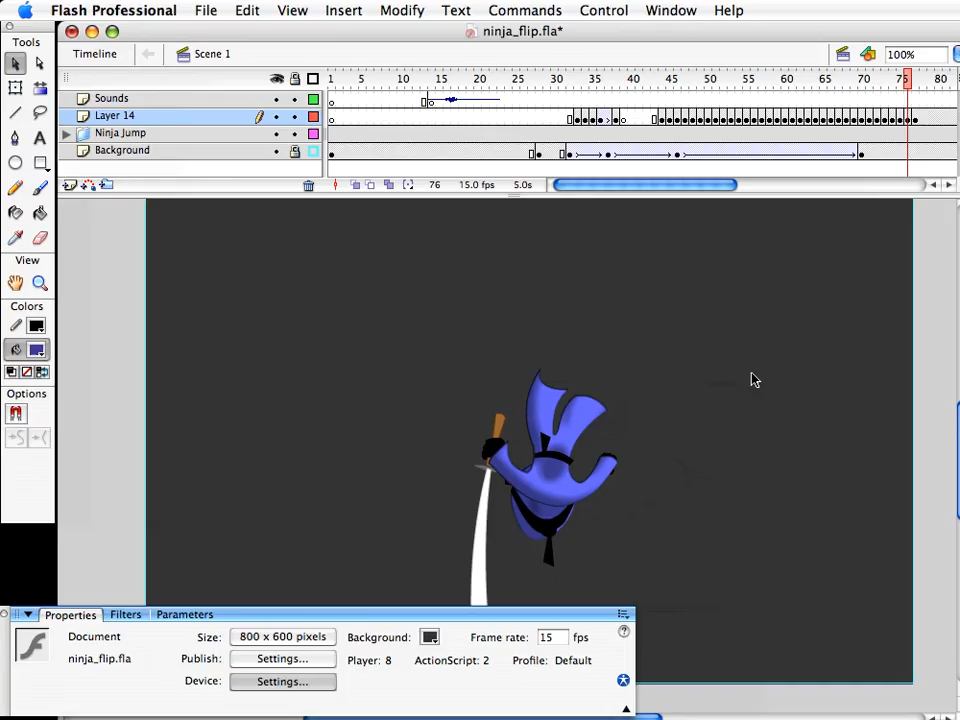 Flash Professional File Edit View Insert Modify Text Commands Control Window Help
ninja_flip.fla*
Tools
Timeline Scene 1 100%
1 5 10 15 20 25 30 35 40 45 50 55 60 65 70 75 80
Sounds
Layer 14
Ninja Jump
Background
76 15.0 fps 5.0s
A
View
Colors
Options
Properties Filters Parameters
Document Size: 800 x 600 pixels Background: Frame rate: 15 fps ?
ninja_flip.fla Publish: Settings... Player: 8 ActionScript: 2 Profile: Default
Device: Settings...